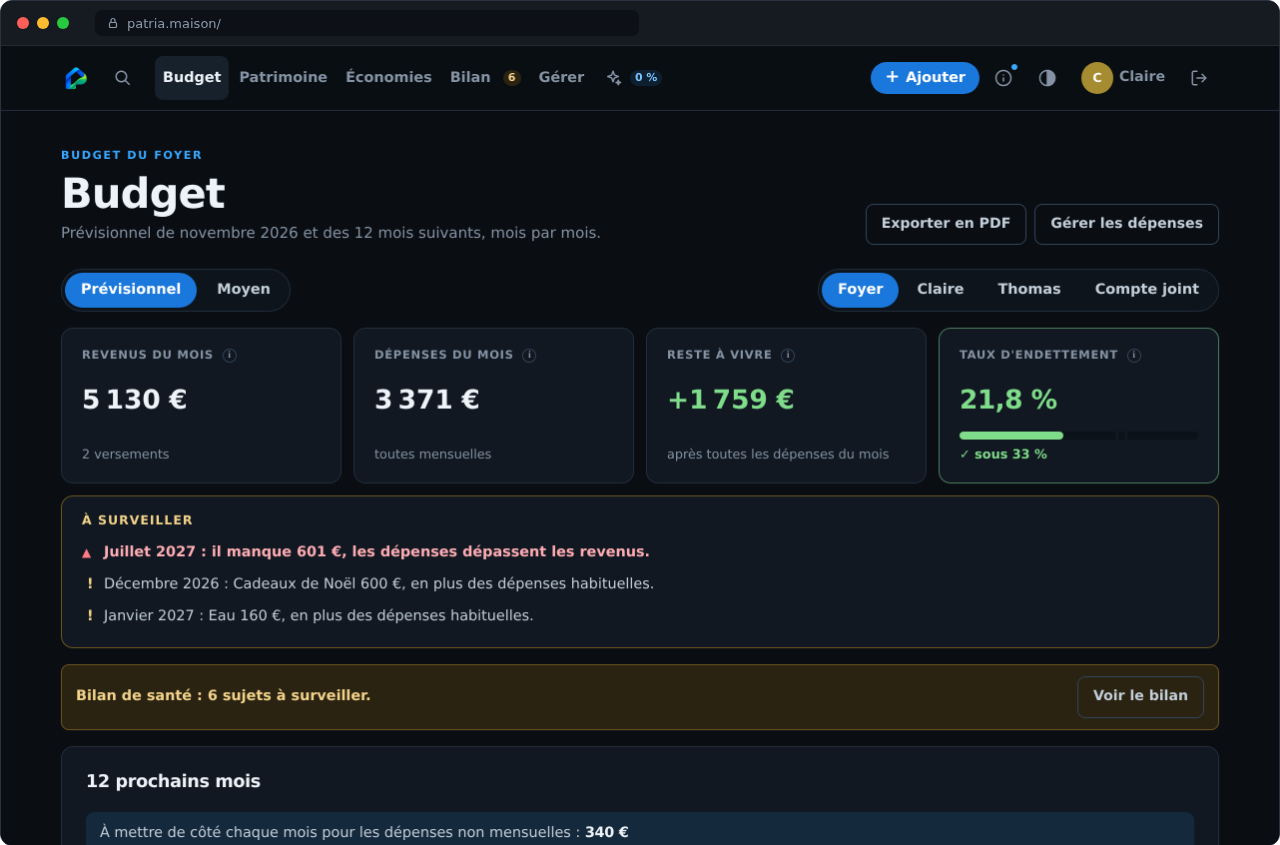 patria.maison/
Budget Patrimoine Économies Bilan 6 Gérer 0 % + Ajouter C Claire
BUDGET DU FOYER
Budget
Prévisionnel de novembre 2026 et des 12 mois suivants, mois par mois.
Exporter en PDF Gérer les dépenses
Prévisionnel Moyen Foyer Claire Thomas Compte joint
REVENUS DU MOIS
5 130 €
2 versements
DÉPENSES DU MOIS
3 371 €
toutes mensuelles
RESTE À VIVRE
+1 759 €
après toutes les dépenses du mois
TAUX D'ENDETTEMENT
21,8 %
✓ sous 33 %
À SURVEILLER
▲ Juillet 2027 : il manque 601 €, les dépenses dépassent les revenus.
! Décembre 2026 : Cadeaux de Noël 600 €, en plus des dépenses habituelles.
! Janvier 2027 : Eau 160 €, en plus des dépenses habituelles.
Bilan de santé : 6 sujets à surveiller.
Voir le bilan
12 prochains mois
À mettre de côté chaque mois pour les dépenses non mensuelles : 340 €